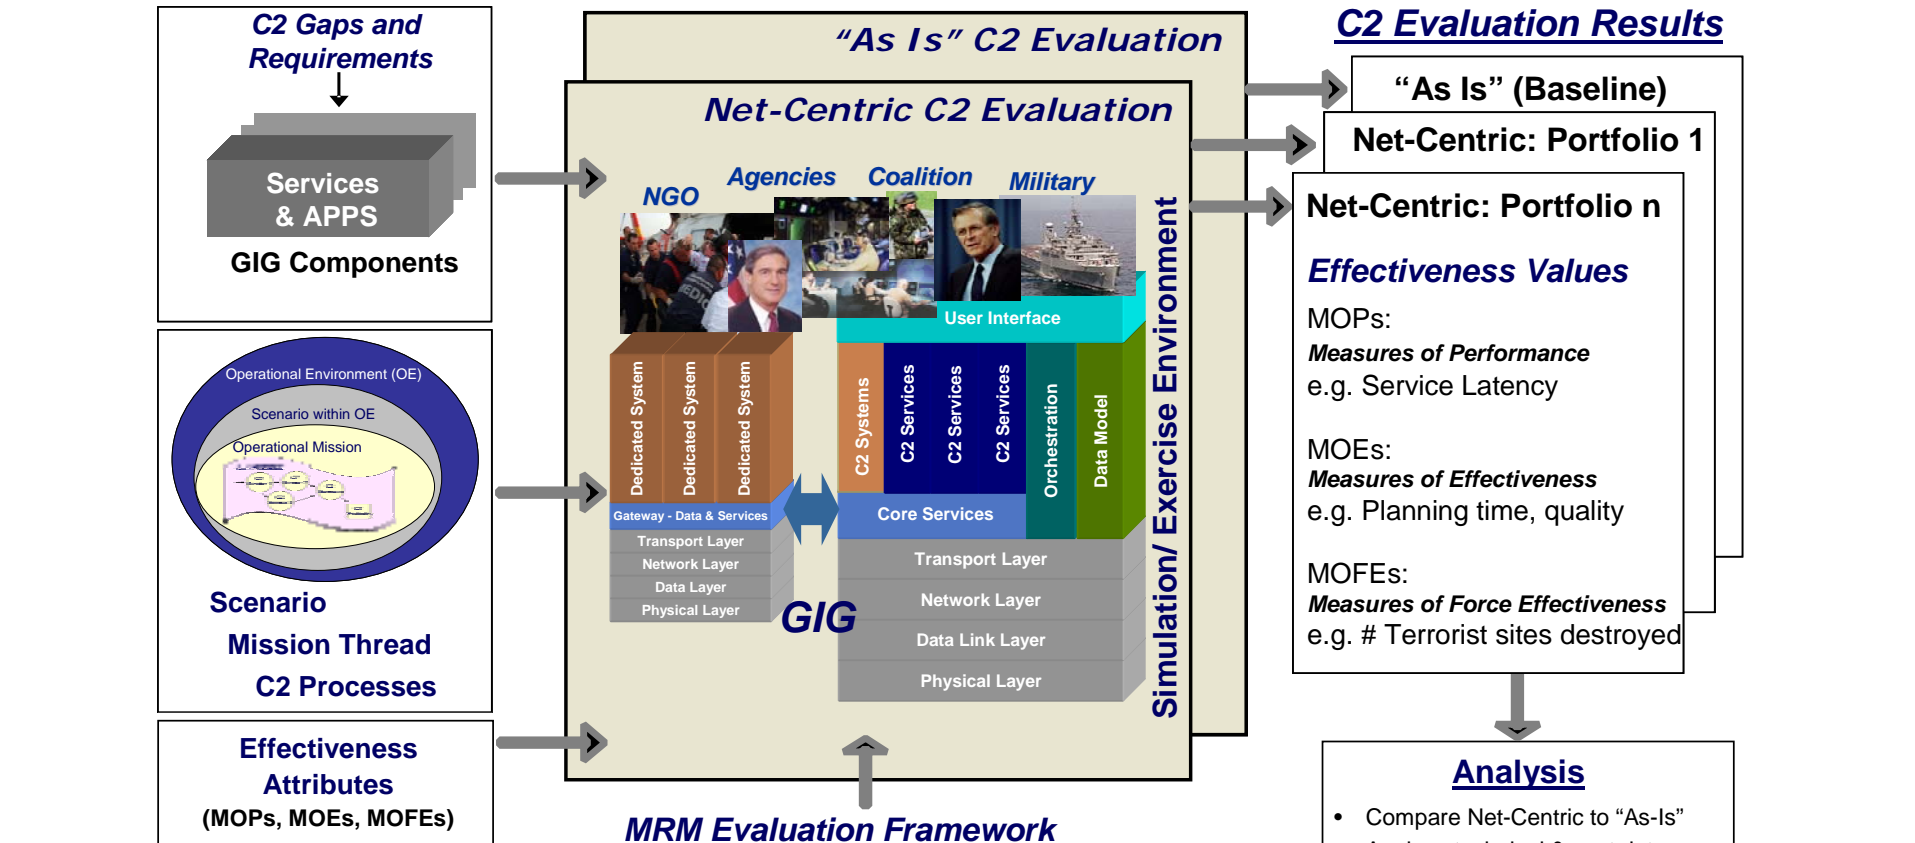 C2 Gaps and
Requirements
Services
& APPS
GIG Components
Operational Environment (OE)
Scenario within OE
Operational Mission
Scenario
Mission Thread
C2 Processes
Effectiveness
Attributes
(MOPs, MOEs, MOFEs)
“As Is” C2 Evaluation
Net-Centric C2 Evaluation
NGO
Agencies
Coalition
Military
MEDIC
User Interface
Dedicated System
Dedicated System
Dedicated System
Gateway - Data & Services
Transport Layer
Network Layer
Data Layer
Physical Layer
GIG
C2 Systems
C2 Services
C2 Services
C2 Services
Orchestration
Data Model
Core Services
Transport Layer
Network Layer
Data Link Layer
Physical Layer
Simulation/ Exercise Environment
MRM Evaluation Framework
C2 Evaluation Results
“As Is” (Baseline)
Net-Centric: Portfolio 1
Net-Centric: Portfolio n
Effectiveness Values
MOPs:
Measures of Performance
e.g. Service Latency
MOEs:
Measures of Effectiveness
e.g. Planning time, quality
MOFEs:
Measures of Force Effectiveness
e.g. # Terrorist sites destroyed
Analysis
• Compare Net-Centric to “As-Is”